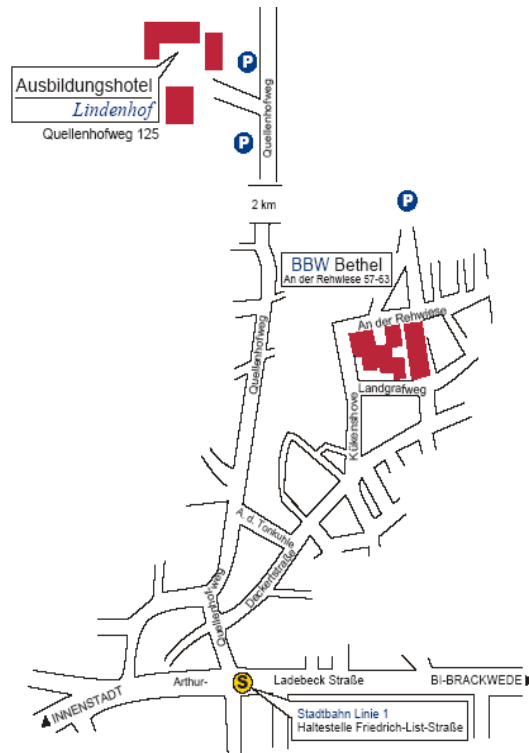 P
Ausbildungshotel
Lindenhof
Quellenhofweg 125
P
Quellenhofweg
2 km
P
BBW Bethel
An der Rehwiese 57-63
An der Rehwiese
Quellenhofweg
Landgrafweg
Kükenshove
A. d. Tonkuhle
Deckertstraße
Quellenhofweg
Arthur-
S
Ladebeck Straße
BI-BRACKWEDE
INNENSTADT
Stadtbahn Linie 1
Haltestelle Friedrich-List-Straße